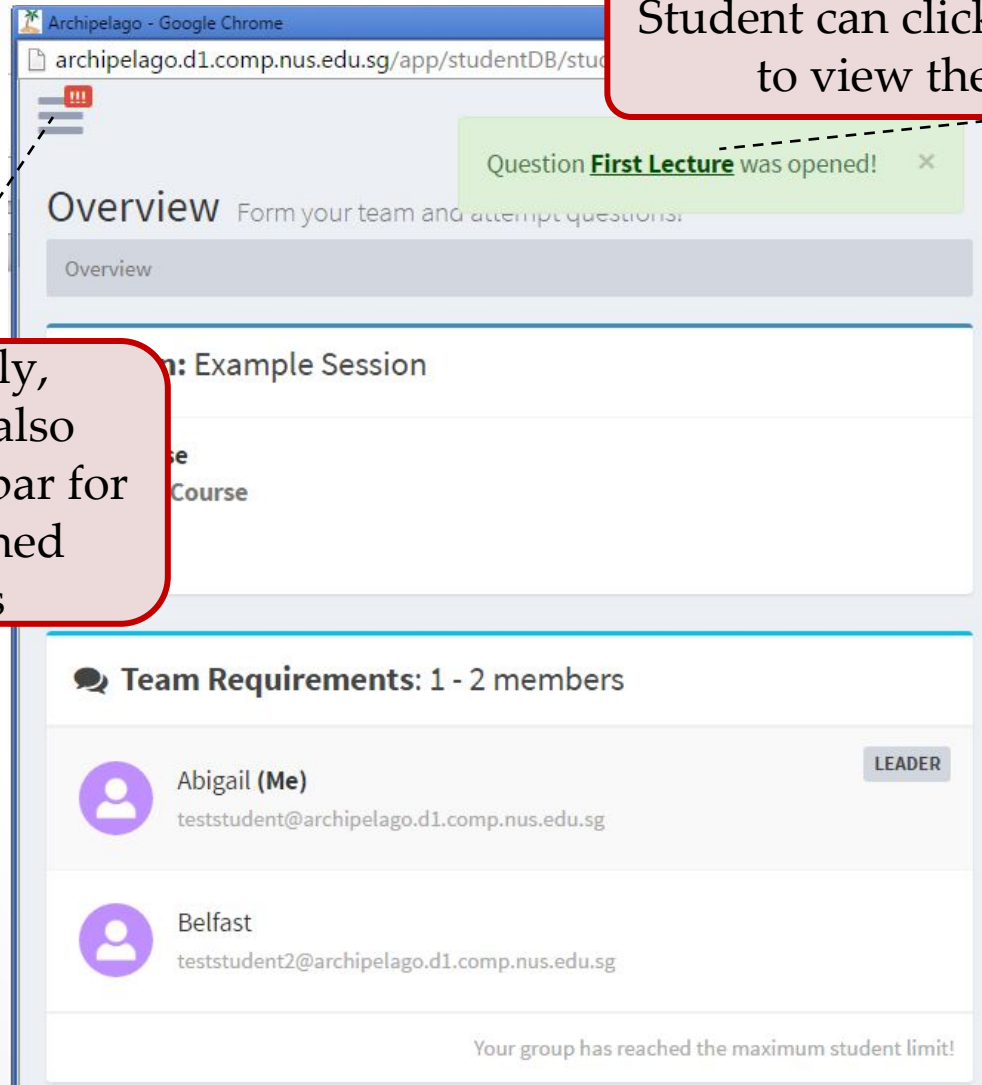 Archipelago - Google Chrome
Student can click
to view the
archipelago.d1.comp.nus.edu.sg/app/studentDB/stu
!!!
Question First Lecture was opened! ×
Overview Form your team and attempt questions!
Overview
ly,
also
bar for
ned
s
n: Example Session
se
Course
Team Requirements: 1 - 2 members
Abigail (Me)
LEADER
teststudent@archipelago.d1.comp.nus.edu.sg
Belfast
teststudent2@archipelago.d1.comp.nus.edu.sg
Your group has reached the maximum student limit!